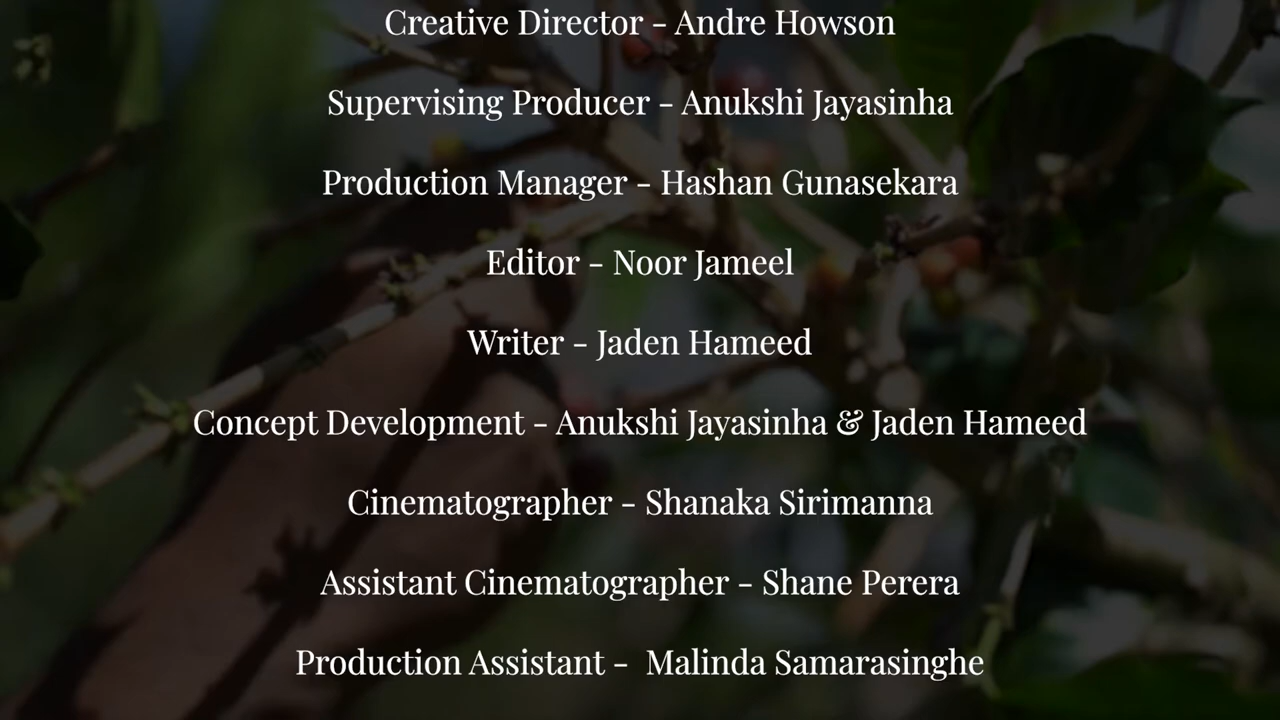 Creative Director - Andre Howson
Supervising Producer - Anukshi Jayasinha
Production Manager - Hashan Gunasekara
Editor - Noor Jameel
Writer - Jaden Hameed
Concept Development - Anukshi Jayasinha & Jaden Hameed
Cinematographer - Shanaka Sirimanna
Assistant Cinematographer - Shane Perera
Production Assistant -  Malinda Samarasinghe